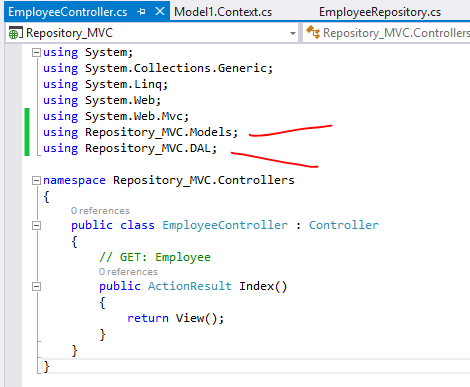 EmployeeController.cs Model1.Context.cs EmployeeRepository.cs
Repository_MVC Repository_MVC.Controllers
using System;
using System.Collections.Generic;
using System.Linq;
using System.Web;
using System.Web.Mvc;
using Repository_MVC.Models;
using Repository_MVC.DAL;
namespace Repository_MVC.Controllers
{
0 references
public class EmployeeController : Controller
{
// GET: Employee
0 references
public ActionResult Index()
{
return View();
}
}
}